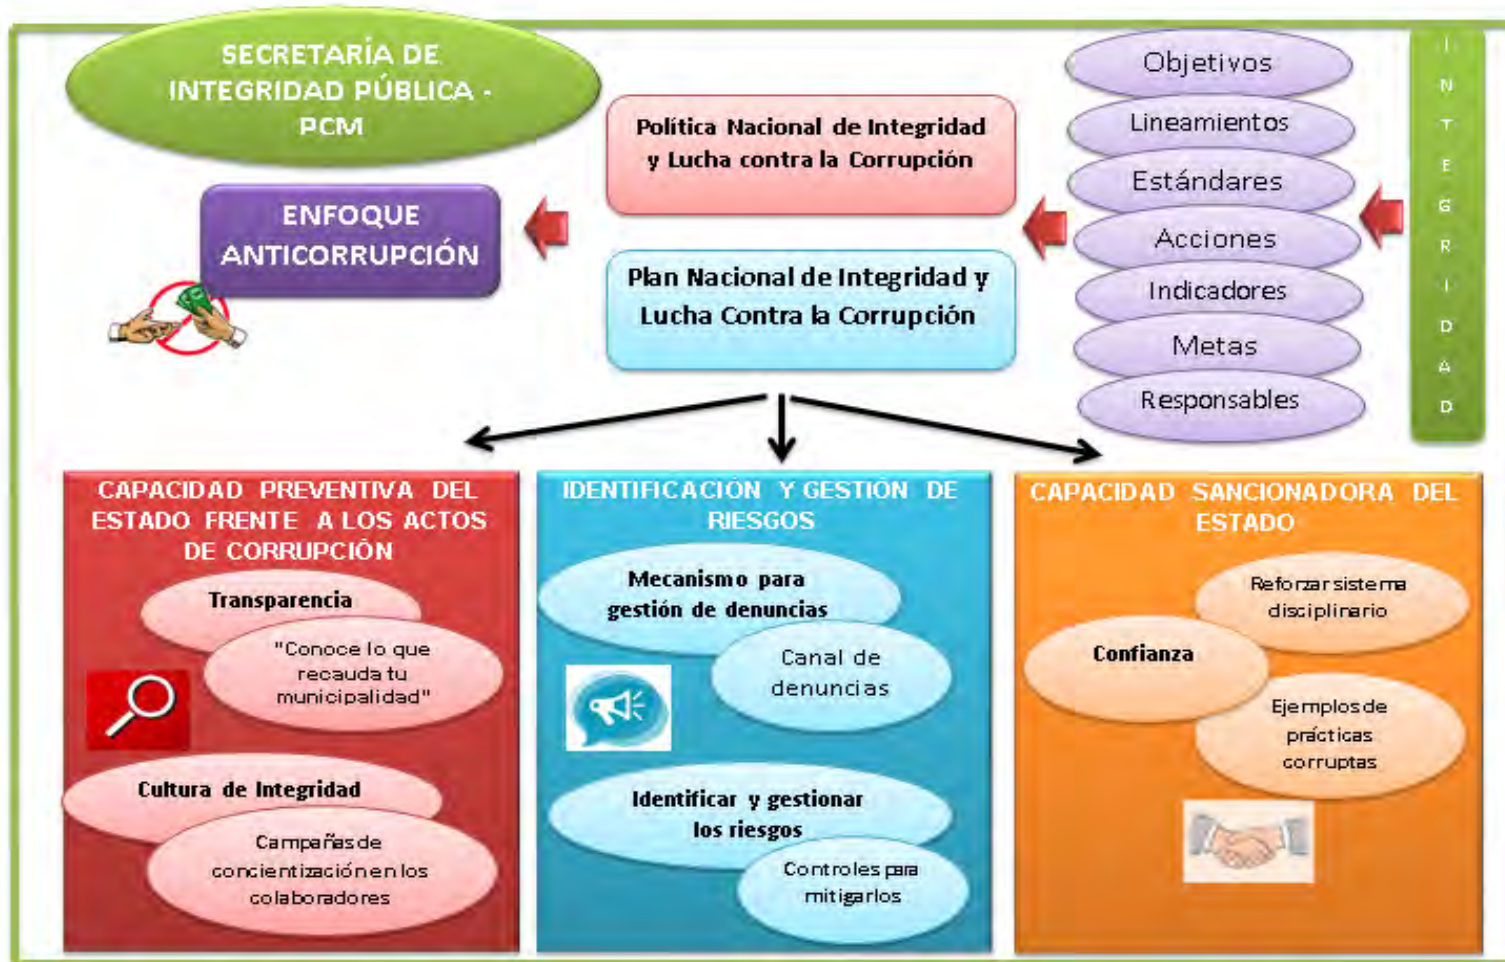 SECRETARÍA DE
INTEGRIDAD PÚBLICA -
PCM
ENFOQUE
ANTICORRUPCIÓN
Política Nacional de Integridad
y Lucha contra la Corrupción
Plan Nacional de Integridad y
Lucha Contra la Corrupción
Objetivos
Lineamientos
Estándares
Acciones
Indicadores
Metas
Responsables
I
N
T
E
G
R
I
D
A
D
CAPACIDAD PREVENTIVA DEL
ESTADO FRENTE A LOS ACTOS
DE CORRUPCIÓN
Transparencia
"Conoce lo que
recauda tu
municipalidad"
Cultura de Integridad
Campañas de
concientización en los
colaboradores
IDENTIFICACIÓN Y GESTIÓN DE
RIESGOS
Mecanismo para
gestión de denuncias
Canal de
denuncias
Identificar y gestionar
los riesgos
Controles para
mitigarlos
CAPACIDAD SANCIONADORA DEL
ESTADO
Reforzar sistema
disciplinario
Confianza
Ejemplos de
prácticas
corruptas